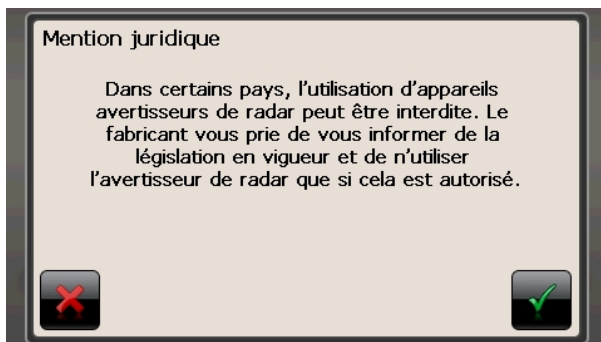 Mention juridique
Dans certains pays, l'utilisation d'appareils
avertisseurs de radar peut être interdite. Le
fabricant vous prie de vous informer de la
législation en vigueur et de n'utiliser
l'avertisseur de radar que si cela est autorisé.